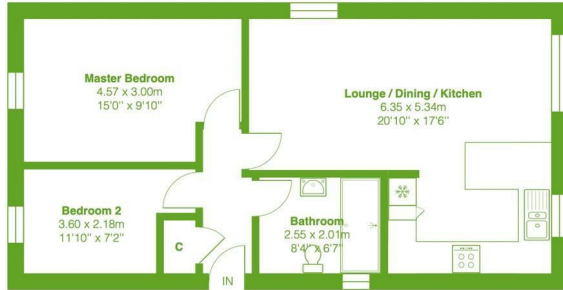 Master Bedroom
4.57 x 3.00m
15'0" x 9'10"
Lounge / Dining / Kitchen
6.35 x 5.34m
20'10" x 17'6"
Bedroom 2
3.60 x 2.18m
11'10" x 7'2"
C
IN
Bathroom
2.55 x 2.01m
8'4" x 6'7"